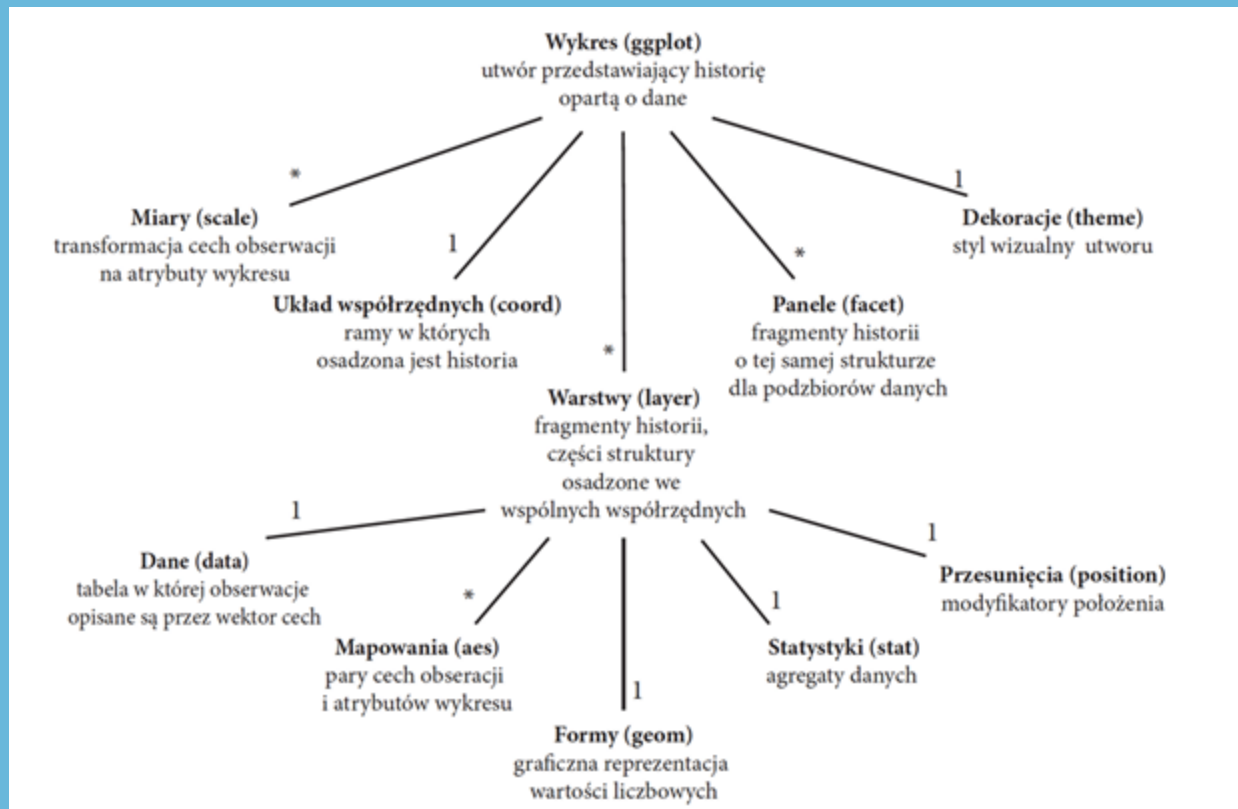 Wykres (ggplot)
utwór przedstawiający historię
opartą o dane
*
1
*
*
1
Miary (scale)
transformacja cech obserwacji
na atrybuty wykresu
Układ współrzędnych (coord)
ramy w których
osadzona jest historia
Warstwy (layer)
fragmenty historii,
części struktury
osadzone we
wspólnych współrzędnych
Panele (facet)
fragmenty historii
o tej samej strukturze
dla podzbiorów danych
Dekoracje (theme)
styl wizualny utworu
1
*
1
1
1
Dane (data)
tabela w której obserwacje
opisane są przez wektor cech
Mapowania (aes)
pary cech obseracji
i atrybutów wykresu
Formy (geom)
graficzna reprezentacja
wartości liczbowych
Statystyki (stat)
agregaty danych
Przesunięcia (position)
modyfikatory położenia